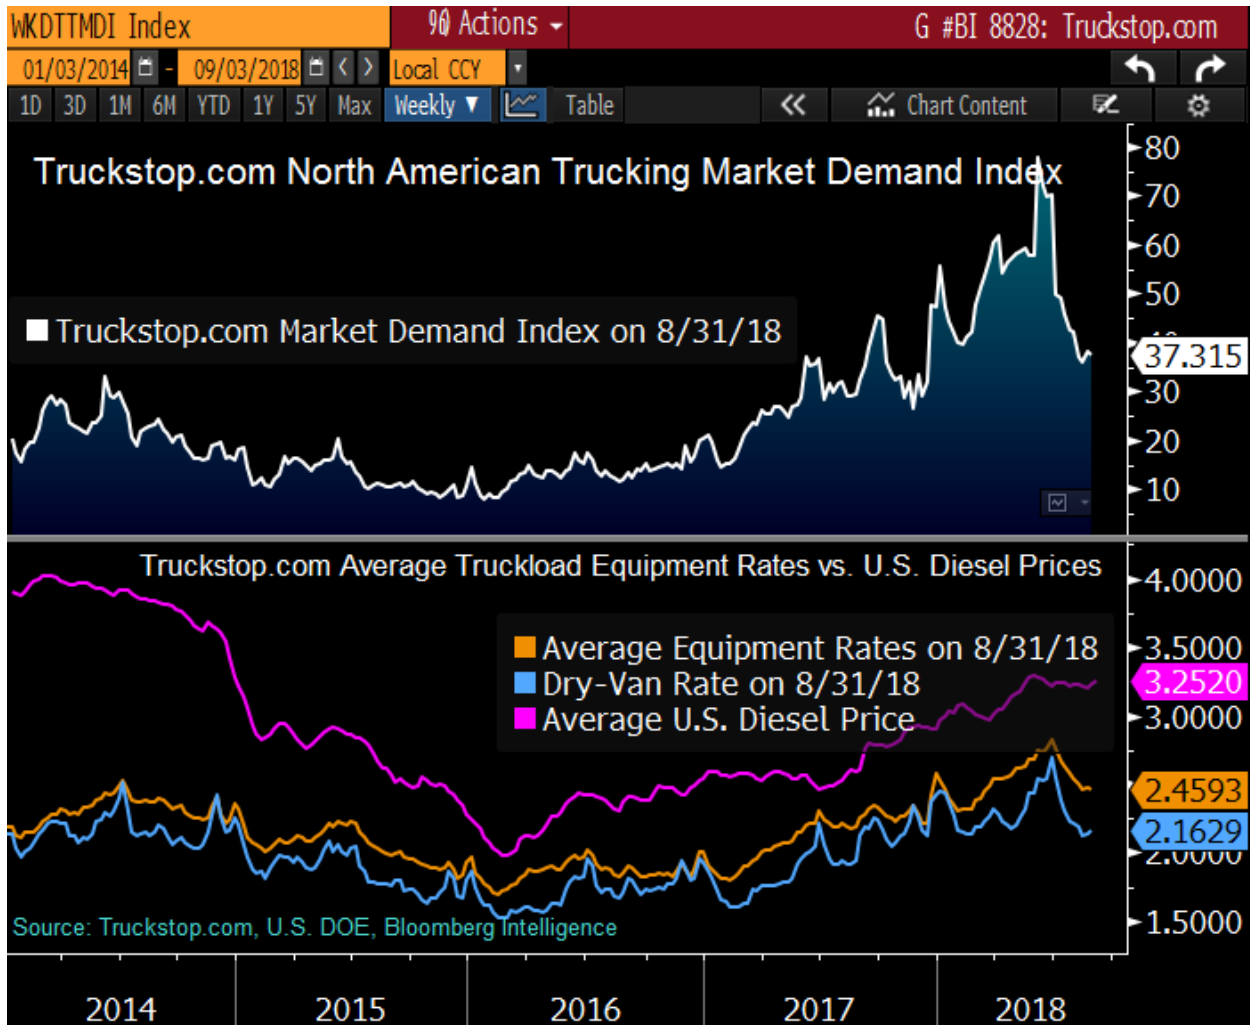 WKDTTMDI Index
90 Actions
G #BI 8828: Truckstop.com
01/03/2014 - 09/03/2018
Local CCY
1D 3D 1M 6M YTD 1Y 5Y Max Weekly Table
Chart Content
Truckstop.com North American Trucking Market Demand Index
80
70
60
50
Truckstop.com Market Demand Index on 8/31/18
37.315
30
20
10
Truckstop.com Average Truckload Equipment Rates vs. U.S. Diesel Prices
4.0000
Average Equipment Rates on 8/31/18
3.5000
Dry-Van Rate on 8/31/18
3.2520
Average U.S. Diesel Price
3.0000
2.4593
2.1629
2.0000
1.5000
Source: Truckstop.com, U.S. DOE, Bloomberg Intelligence
2014 2015 2016 2017 2018